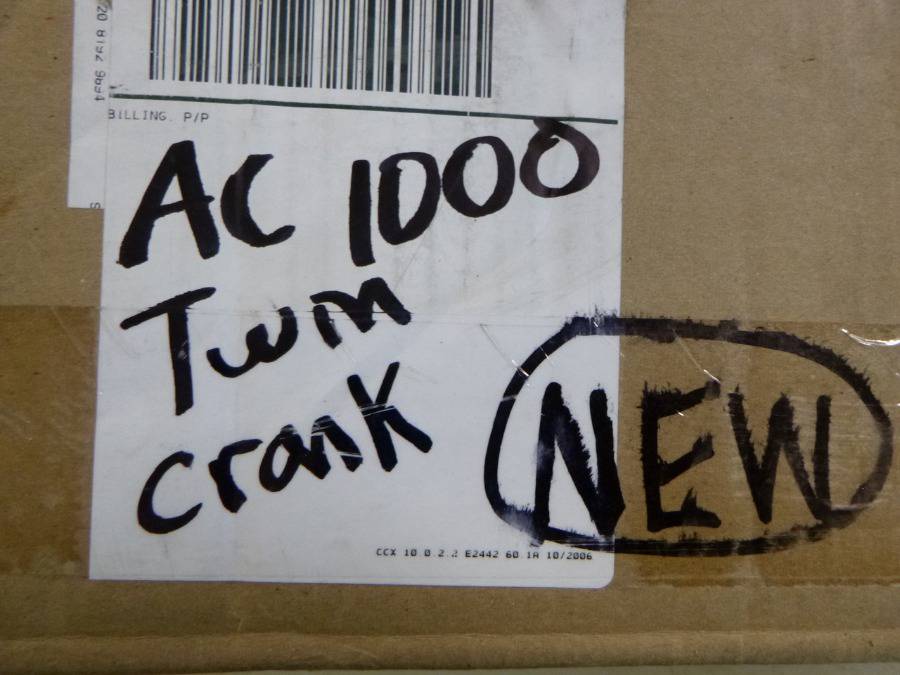 BILLING: P/P
AC 1000
Twin
crank
NEW
CCX 10 0.2.2 E2442 60 1A 10/2006